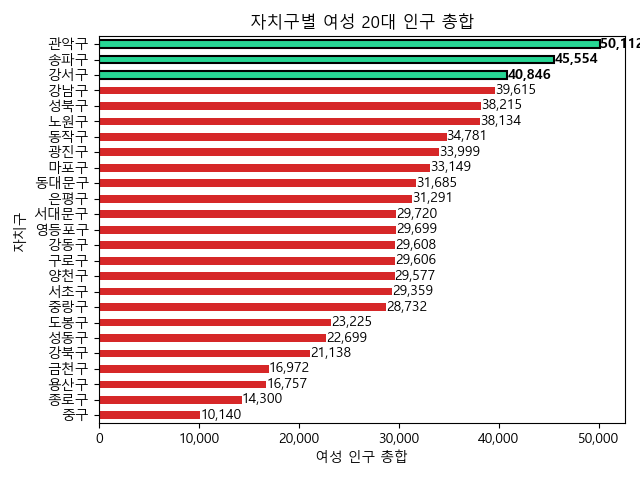 자치구별 여성 20대 인구 총합
자치구
관악구 50,112
송파구 45,554
강서구 40,846
강남구 39,615
성북구 38,215
노원구 38,134
동작구 34,781
광진구 33,999
마포구 33,149
동대문구 31,685
은평구 31,291
서대문구 29,720
영등포구 29,699
강동구 29,608
구로구 29,606
양천구 29,577
서초구 29,359
중랑구 28,732
도봉구 23,225
성동구 22,699
강북구 21,138
금천구 16,972
용산구 16,757
종로구 14,300
중구 10,140
0 10,000 20,000 30,000 40,000 50,000
여성 인구 총합